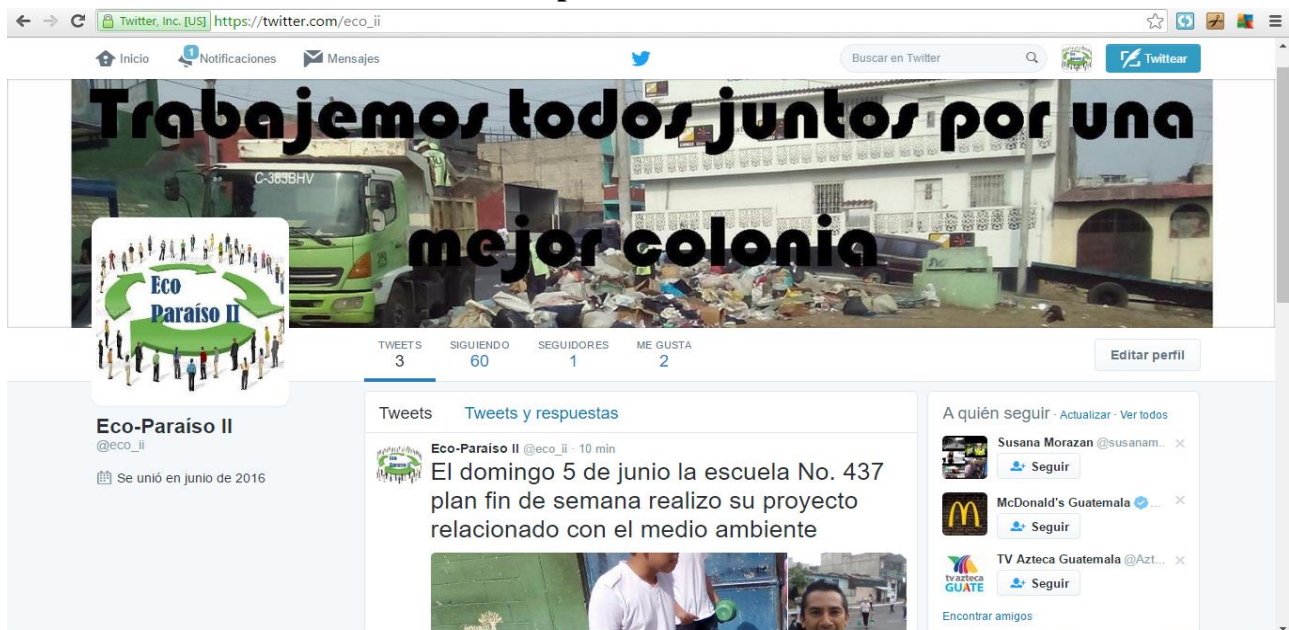 Twitter, Inc. [US] https://twitter.com/eco_ii
Inicio
1
Notificaciones
Mensajes
Buscar en Twitter
Twittear
Trabajemos todos juntos por una
mejor colonia
C-383BHV
Eco
Paraíso II
TWEETS
3
SIGUIENDO
60
SEGUIDORES
1
ME GUSTA
2
Editar perfil
Eco-Paraíso II
@eco_ii
Se unió en junio de 2016
Tweets Tweets y respuestas
Eco-Paraíso II @eco_ii · 10 min
El domingo 5 de junio la escuela No. 437
plan fin de semana realizo su proyecto
relacionado con el medio ambiente
A quién seguir · Actualizar · Ver todos
Susana Morazan @susanam..
Seguir
McDonald's Guatemala ...
Seguir
TV Azteca Guatemala @Azt...
Seguir
tvazteca
GUATE
Encontrar amigos